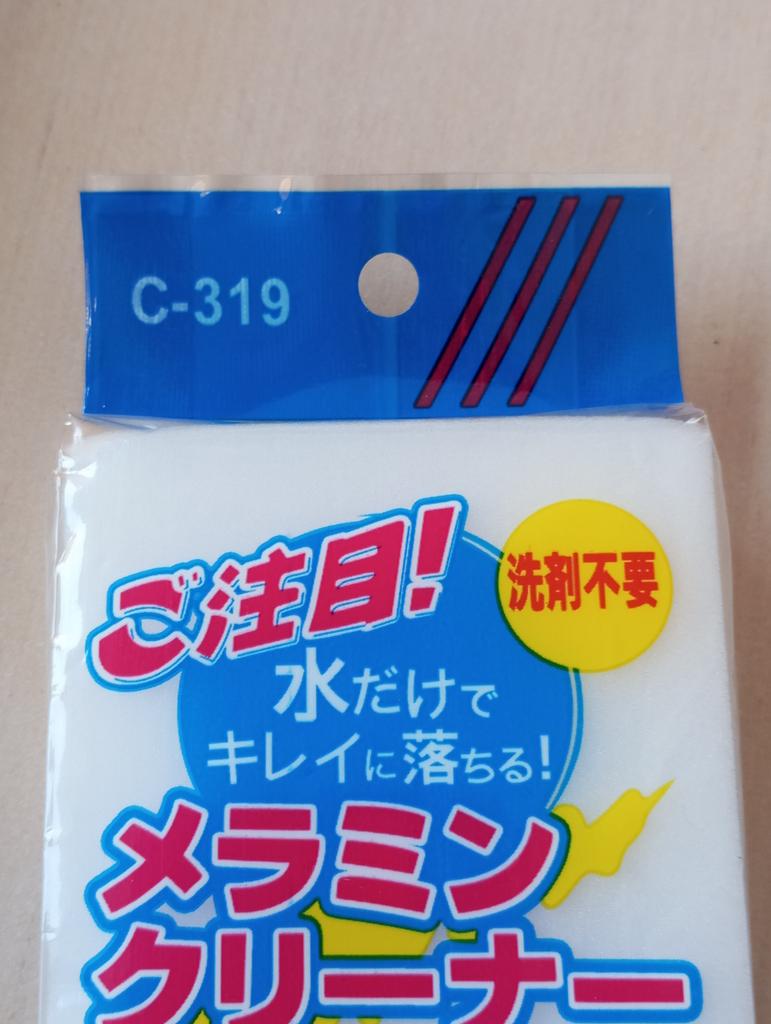 C-319
ご注目!
洗剤不要
水だけで
キレイに落ちる!
メラミン
クリーナー